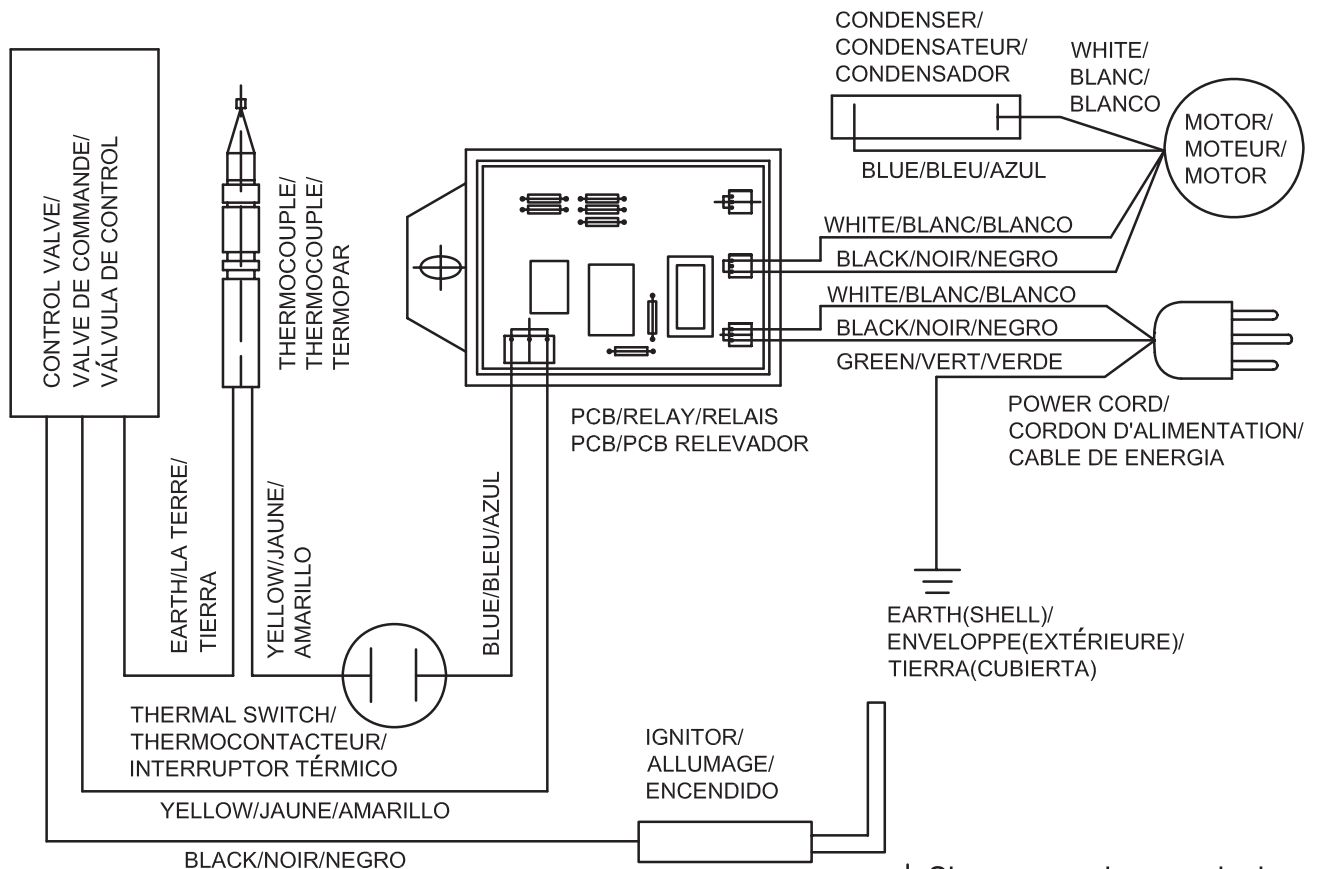 CONTROL VALVE/
VALVE DE COMMANDE/
VÁLVULA DE CONTROL
THERMOCOUPLE/
THERMOCOUPLE/
TERMOPAR
CONDENSER/
CONDENSATEUR/
CONDENSADOR
WHITE/
BLANC/
BLANCO
MOTOR/
MOTEUR/
MOTOR
BLUE/BLEU/AZUL
WHITE/BLANC/BLANCO
BLACK/NOIR/NEGRO
WHITE/BLANC/BLANCO
BLACK/NOIR/NEGRO
GREEN/VERT/VERDE
POWER CORD/
CORDON D'ALIMENTATION/
CABLE DE ENERGIA
PCB/RELAY/RELAIS
PCB/PCB RELEVADOR
EARTH/LA TERRE/
TIERRA
YELLOW/JAUNE/
AMARILLO
BLUE/BLEU/AZUL
EARTH(SHELL)/
ENVELOPPE(EXTÉRIEURE)/
TIERRA(CUBIERTA)
THERMAL SWITCH/
THERMOCONTACTEUR/
INTERRUPTOR TÉRMICO
IGNITOR/
ALLUMAGE/
ENCENDIDO
YELLOW/JAUNE/AMARILLO
BLACK/NOIR/NEGRO